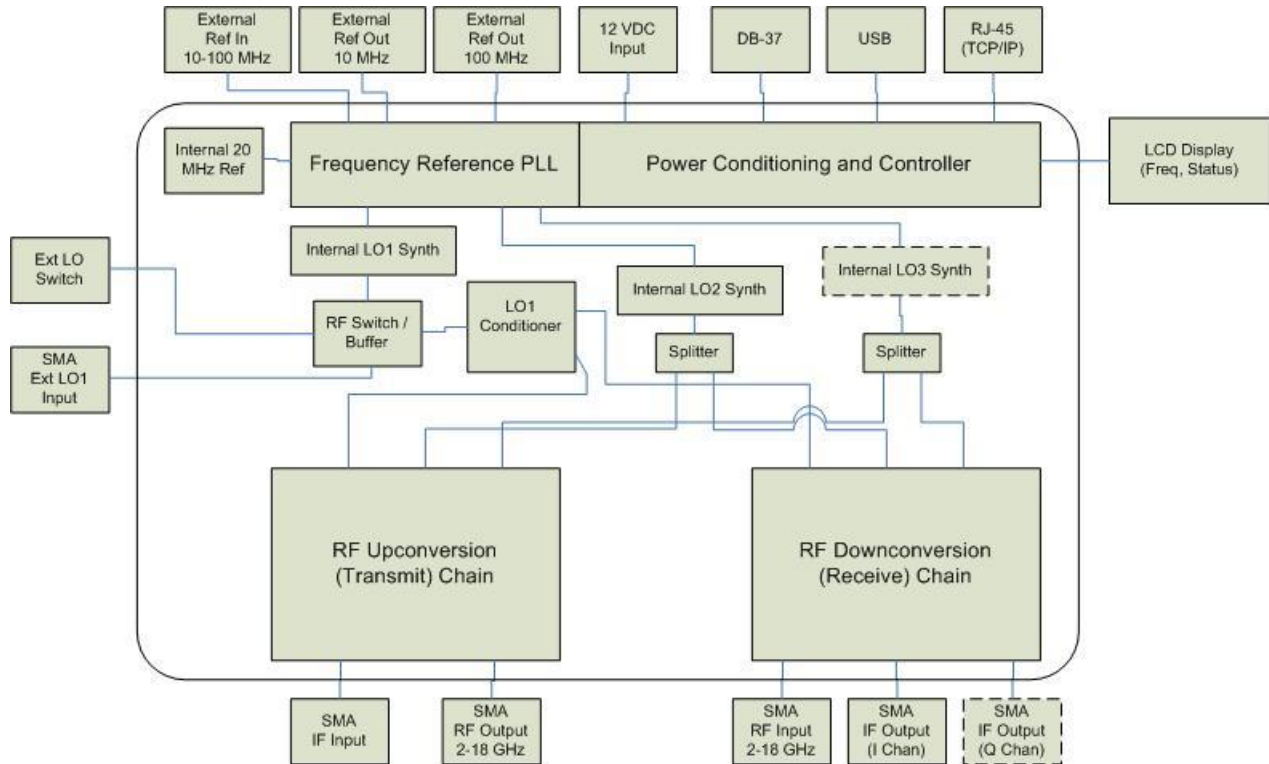 External
Ref In
10-100 MHz
External
Ref Out
10 MHz
External
Ref Out
100 MHz
12 VDC
Input
DB-37
USB
RJ-45
(TCP/IP)
Internal 20
MHz Ref
Frequency Reference PLL
Power Conditioning and Controller
LCD Display
(Freq, Status)
Ext LO
Switch
Internal LO1 Synth
Internal LO2 Synth
Internal LO3 Synth
RF Switch /
Buffer
LO1
Conditioner
Splitter
Splitter
SMA
Ext LO1
Input
RF Upconversion
(Transmit) Chain
RF Downconversion
(Receive) Chain
SMA
IF Input
SMA
RF Output
2-18 GHz
SMA
RF Input
2-18 GHz
SMA
IF Output
(I Chan)
SMA
IF Output
(Q Chan)